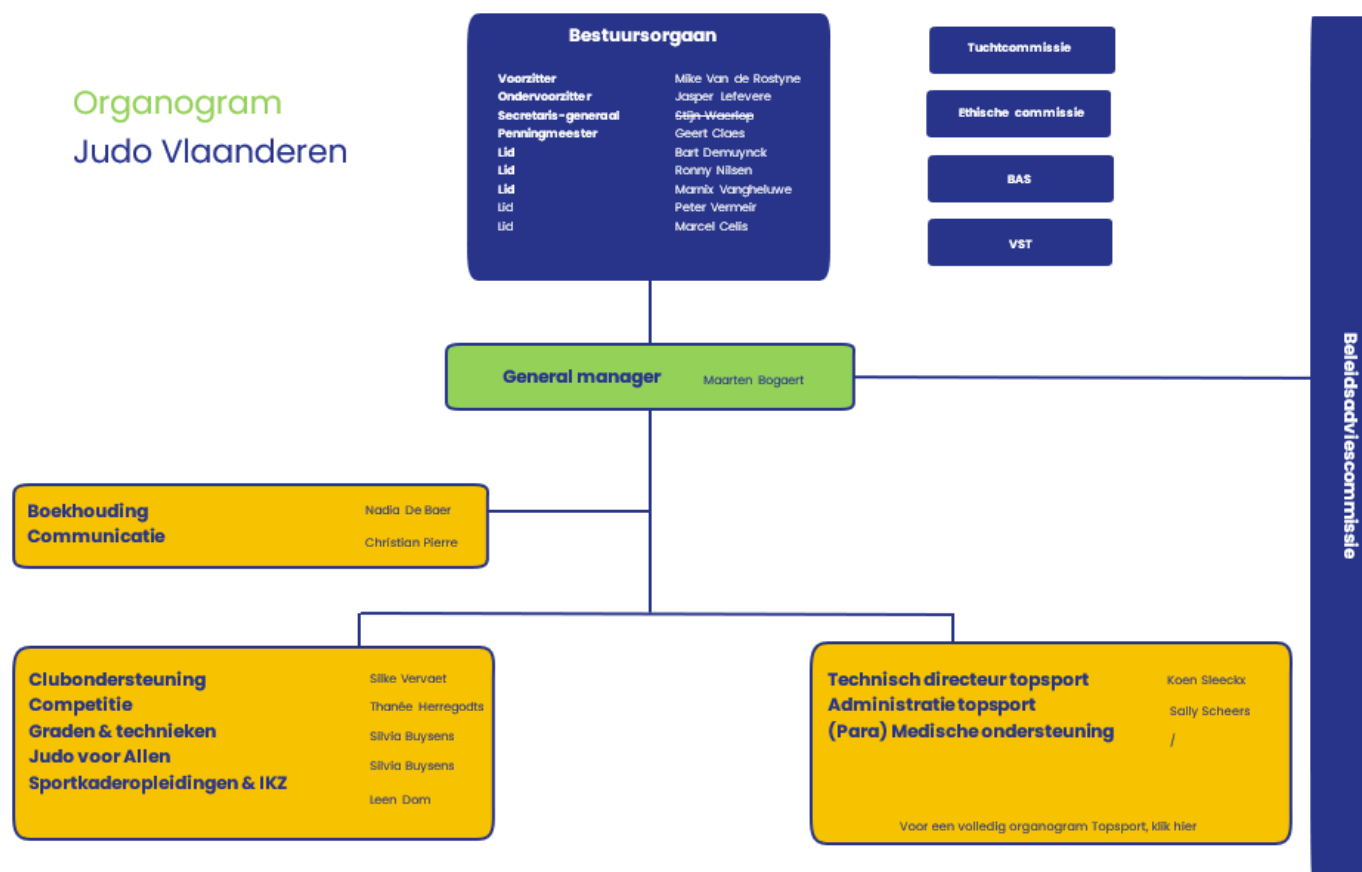 Organogram
Judo Vlaanderen
Bestuursorgaan
Voorzitter Mike Van de Rostyne
Ondervoorzitter Jasper Lefevere
Secretaris-generaal Stijn Waerlop
Penningmeester Geert Claes
Lid Bart Demuynck
Lid Ronny Nilsen
Lid Marnix Vangheluwe
Lid Peter Vermeir
Lid Marcel Celis
Tuchtcommissie
Ethische commissie
BAS
VST
General manager Maarten Bogaert
Beleidsadviescommissie
Boekhouding Nadia De Baer
Communicatie Christian Pierre
Clubondersteuning Silke Vervaet
Competitie Thanée Herregodts
Graden & technieken Silvia Buysens
Judo voor Allen Silvia Buysens
Sportkaderopleidingen & IKZ Leen Dom
Technisch directeur topsport Koen Sleeckx
Administratie topsport Sally Scheers
(Para) Medische ondersteuning /
Voor een volledig organogram Topsport, klik hier